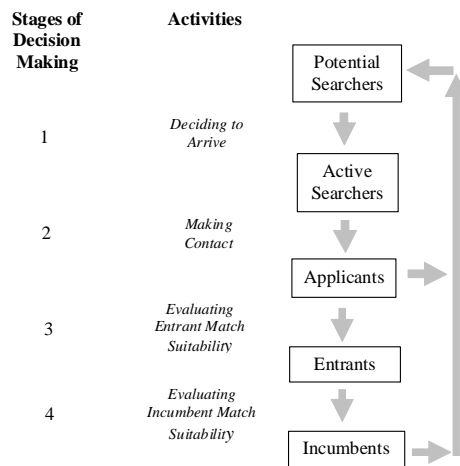 Stages of
Decision
Making
Activities
Potential
Searchers
1
Deciding to
Arrive
Active
Searchers
2
Making
Contact
Applicants
3
Evaluating
Entrant Match
Suitability
Entrants
4
Evaluating
Incumbent Match
Suitability
Incumbents